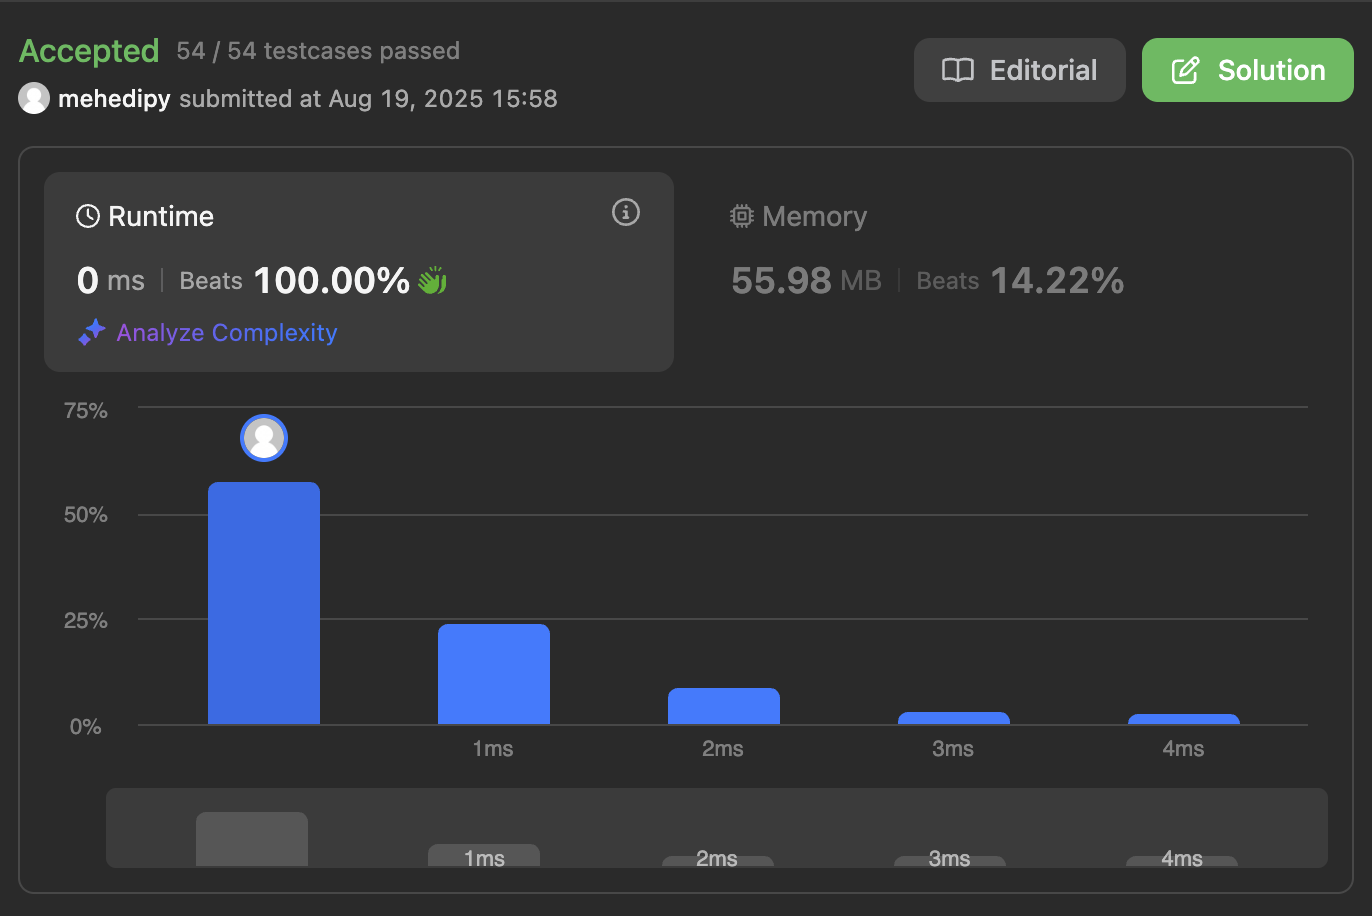 Accepted 54 / 54 testcases passed
mehedipy submitted at Aug 19, 2025 15:58
Editorial
Solution
Runtime
0 ms | Beats 100.00%
Analyze Complexity
Memory
55.98 MB | Beats 14.22%
75%
50%
25%
0%
1ms 2ms 3ms 4ms
1ms 2ms 3ms 4ms